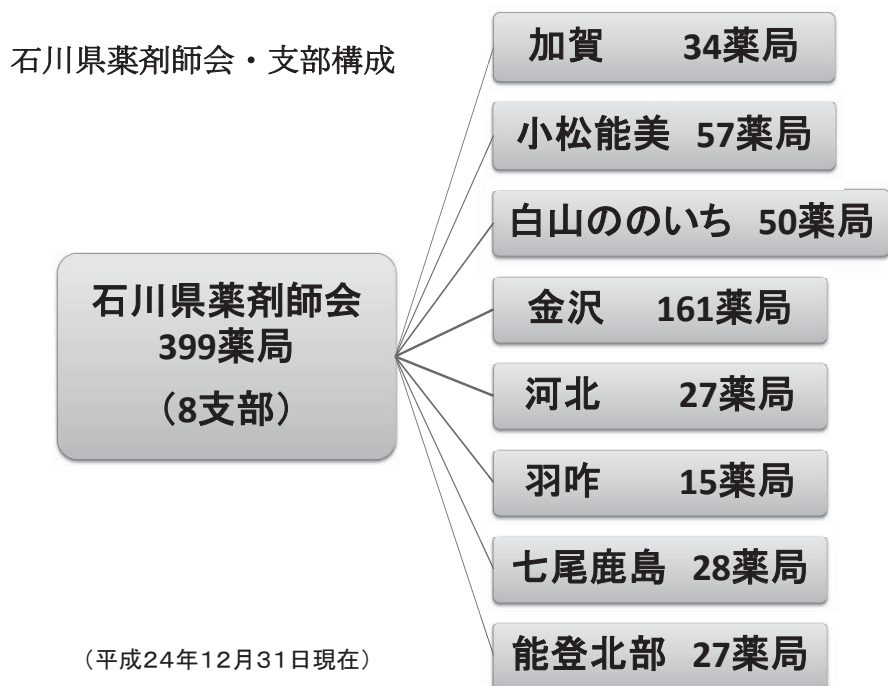 石川県薬剤師会・支部構成
石川県薬剤師会
399薬局
（8支部）
加賀 34薬局
小松能美 57薬局
白山ののいち 50薬局
金沢 161薬局
河北 27薬局
羽咋 15薬局
七尾鹿島 28薬局
能登北部 27薬局
（平成24年12月31日現在）